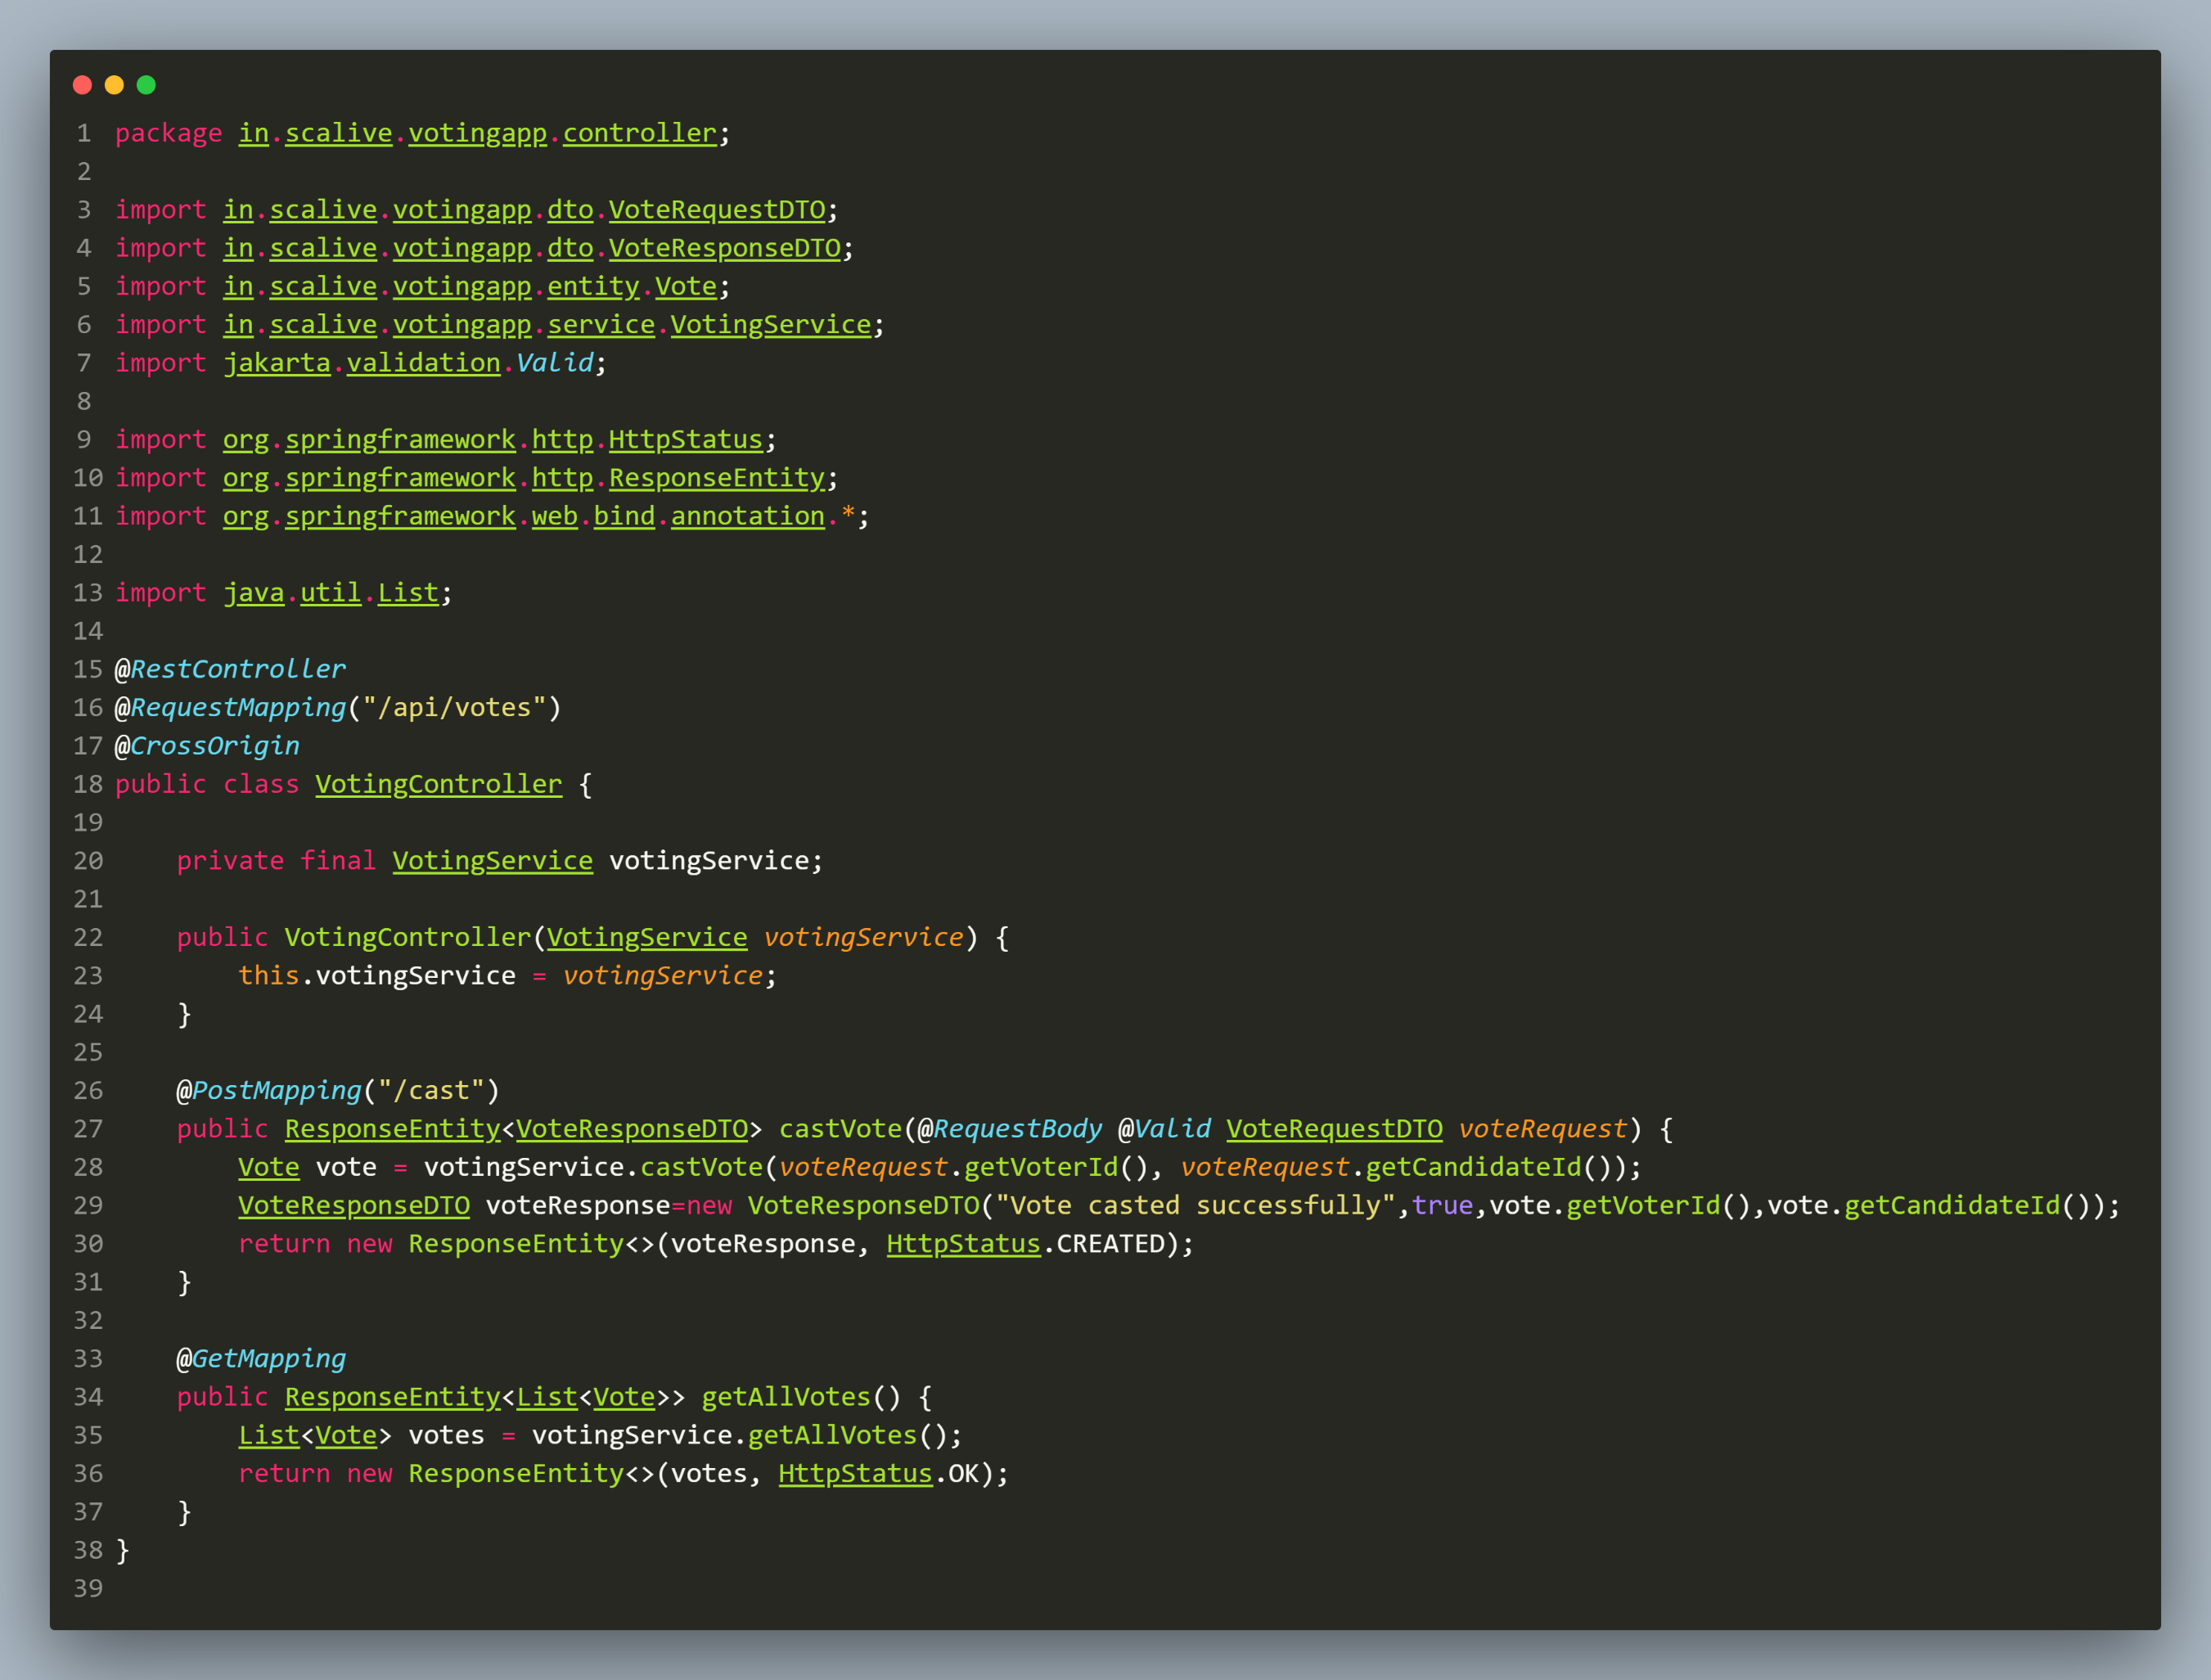 1 package in.scalive.votingapp.controller;
2
3 import in.scalive.votingapp.dto.VoteRequestDTO;
4 import in.scalive.votingapp.dto.VoteResponseDTO;
5 import in.scalive.votingapp.entity.Vote;
6 import in.scalive.votingapp.service.VotingService;
7 import jakarta.validation.Valid;
8
9 import org.springframework.http.HttpStatus;
10 import org.springframework.http.ResponseEntity;
11 import org.springframework.web.bind.annotation.*;
12
13 import java.util.List;
14
15 @RestController
16 @RequestMapping("/api/votes")
17 @CrossOrigin
18 public class VotingController {
19
20     private final VotingService votingService;
21
22     public VotingController(VotingService votingService) {
23         this.votingService = votingService;
24     }
25
26     @PostMapping("/cast")
27     public ResponseEntity<VoteResponseDTO> castVote(@RequestBody @Valid VoteRequestDTO voteRequest) {
28         Vote vote = votingService.castVote(voteRequest.getVoterId(), voteRequest.getCandidateId());
29         VoteResponseDTO voteResponse=new VoteResponseDTO("Vote casted successfully",true,vote.getVoterId(),vote.getCandidateId());
30         return new ResponseEntity<>(voteResponse, HttpStatus.CREATED);
31     }
32
33     @GetMapping
34     public ResponseEntity<List<Vote>> getAllVotes() {
35         List<Vote> votes = votingService.getAllVotes();
36         return new ResponseEntity<>(votes, HttpStatus.OK);
37     }
38 }
39